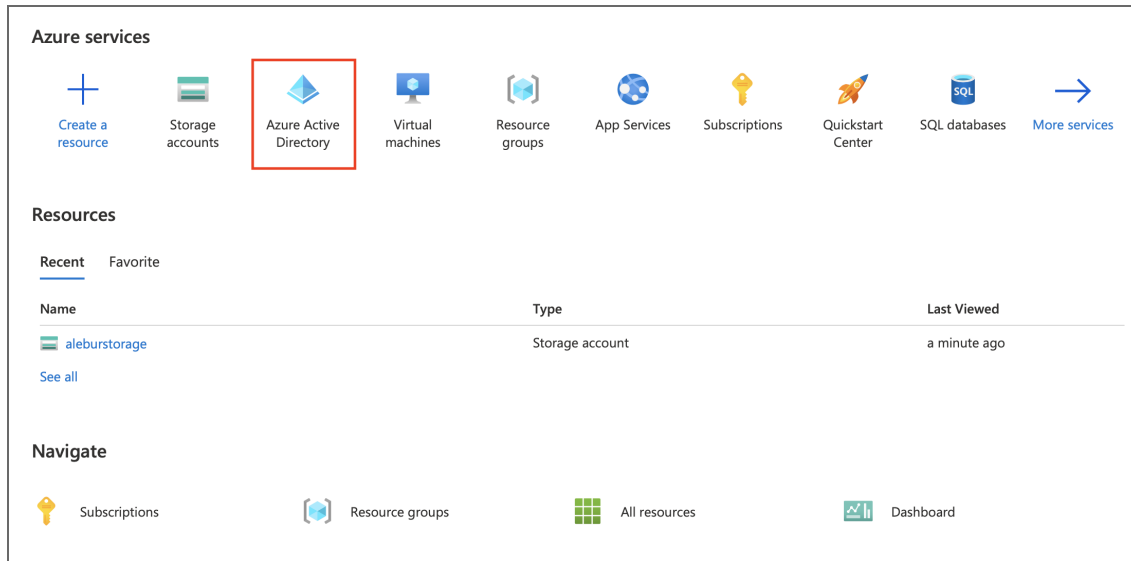 Azure services
Create a
resource
Storage
accounts
Azure Active
Directory
Virtual
machines
Resource
groups
App Services
Subscriptions
Quickstart
Center
SQL
SQL databases
More services
Resources
Recent Favorite
Name Type Last Viewed
aleburstorage Storage account a minute ago
See all
Navigate
Subscriptions Resource groups All resources Dashboard